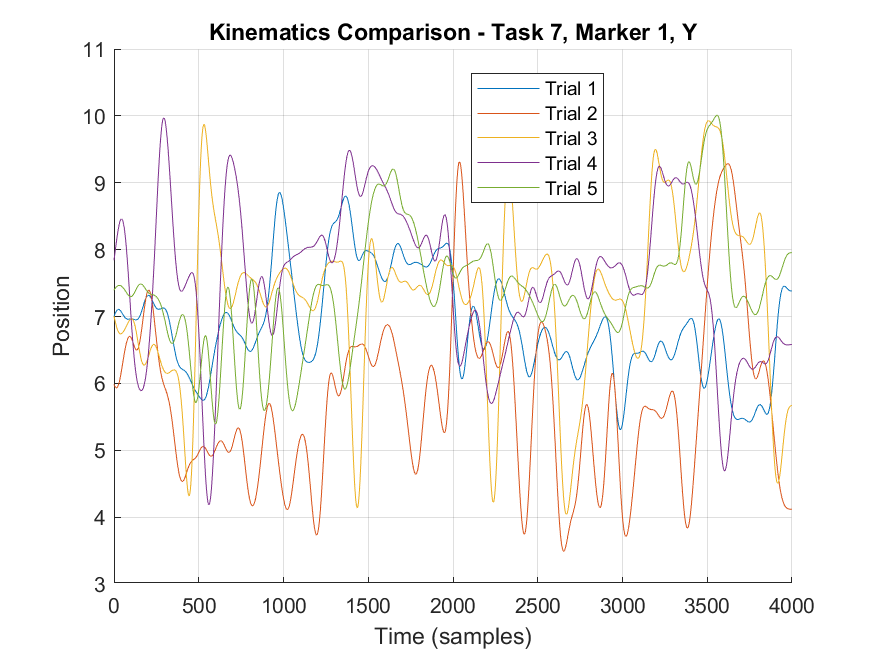 Kinematics Comparison - Task 7, Marker 1, Y
11
10
9
8
7
6
5
4
3
Position
Trial 1
Trial 2
Trial 3
Trial 4
Trial 5
0 500 1000 1500 2000 2500 3000 3500 4000
Time (samples)